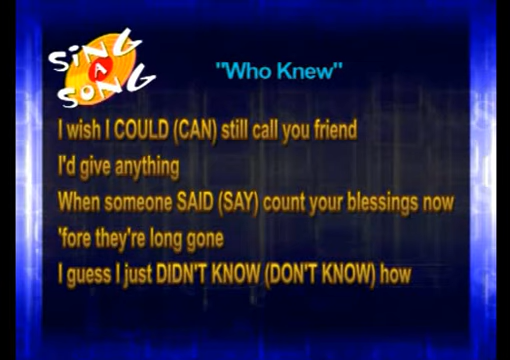 SiNG
A
SONG
"Who Knew"
I wish I COULD (CAN) still call you friend
I'd give anything
When someone SAID (SAY) count your blessings now
'fore they're long gone
I guess I just DIDN'T KNOW (DON'T KNOW) how